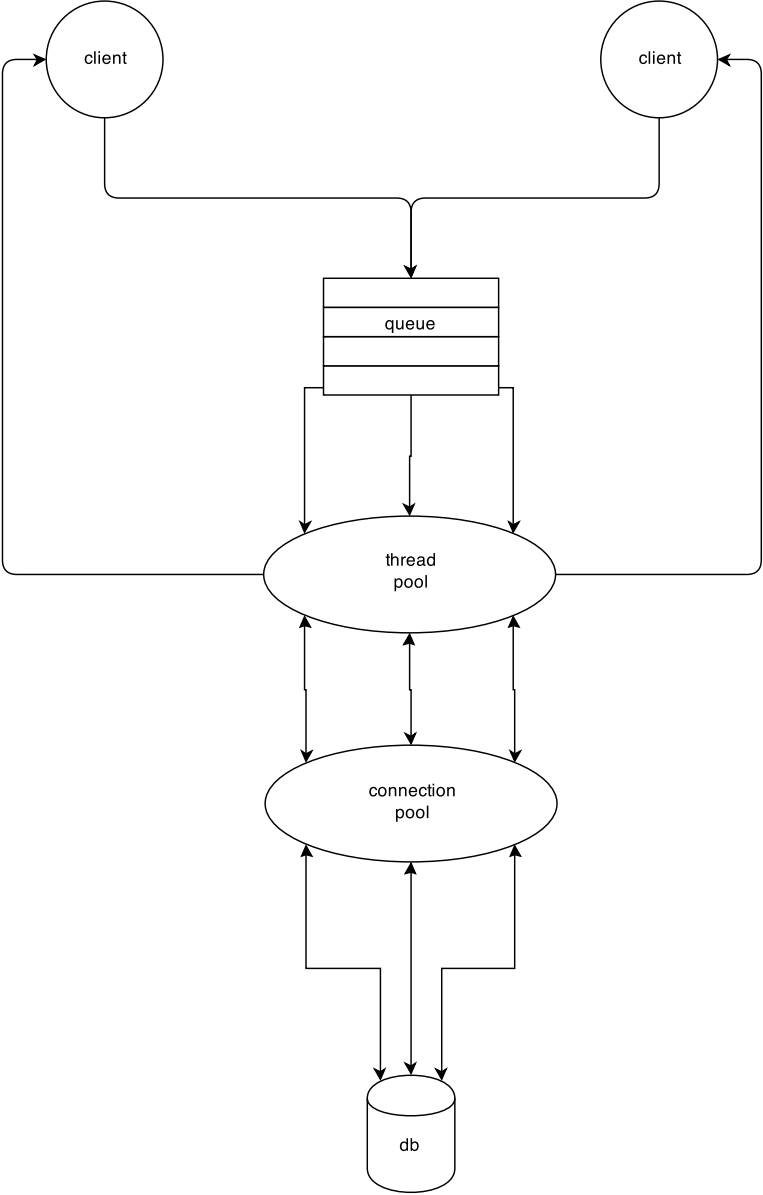 client
client
queue
thread
pool
connection
pool
db